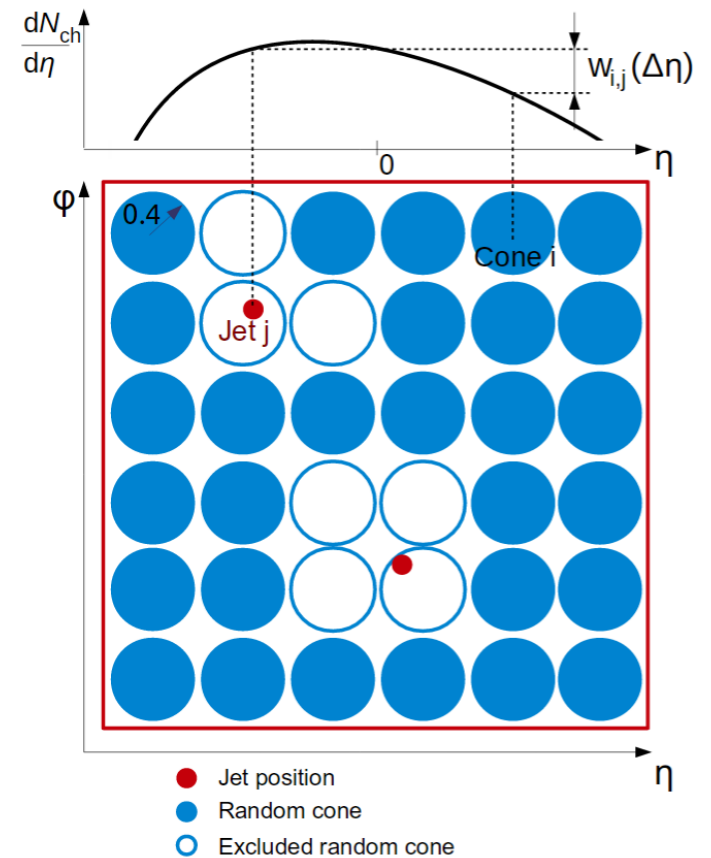 dN_ch
dη
w_i,j(Δη)
0
η
φ
0.4
Cone i
Jet j
η
Jet position
Random cone
Excluded random cone